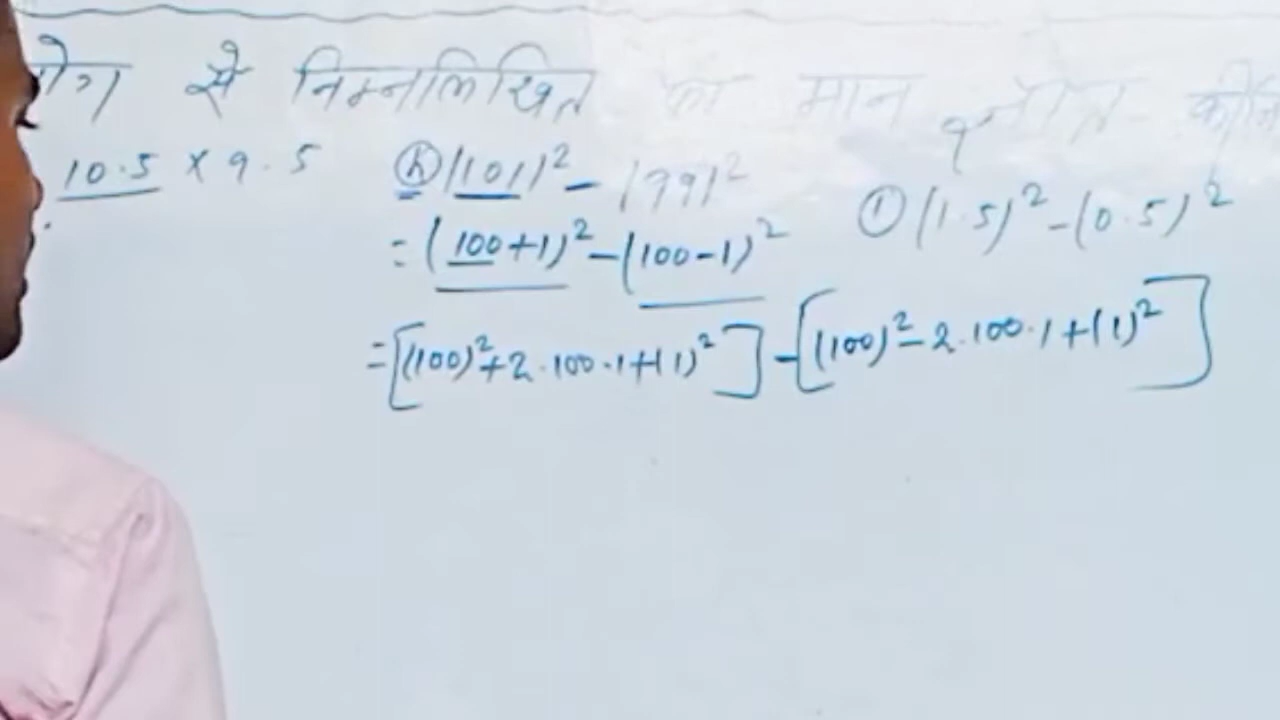 से निम्नलिखित का मान ज्ञात
10.5 × 9.5
(k) (101)² - (99)²
= (100+1)² - (100-1)²
= [(100)² + 2·100·1 + (1)²] - [(100)² - 2·100·1 + (1)²]
(1) (1.5)² - (0.5)²